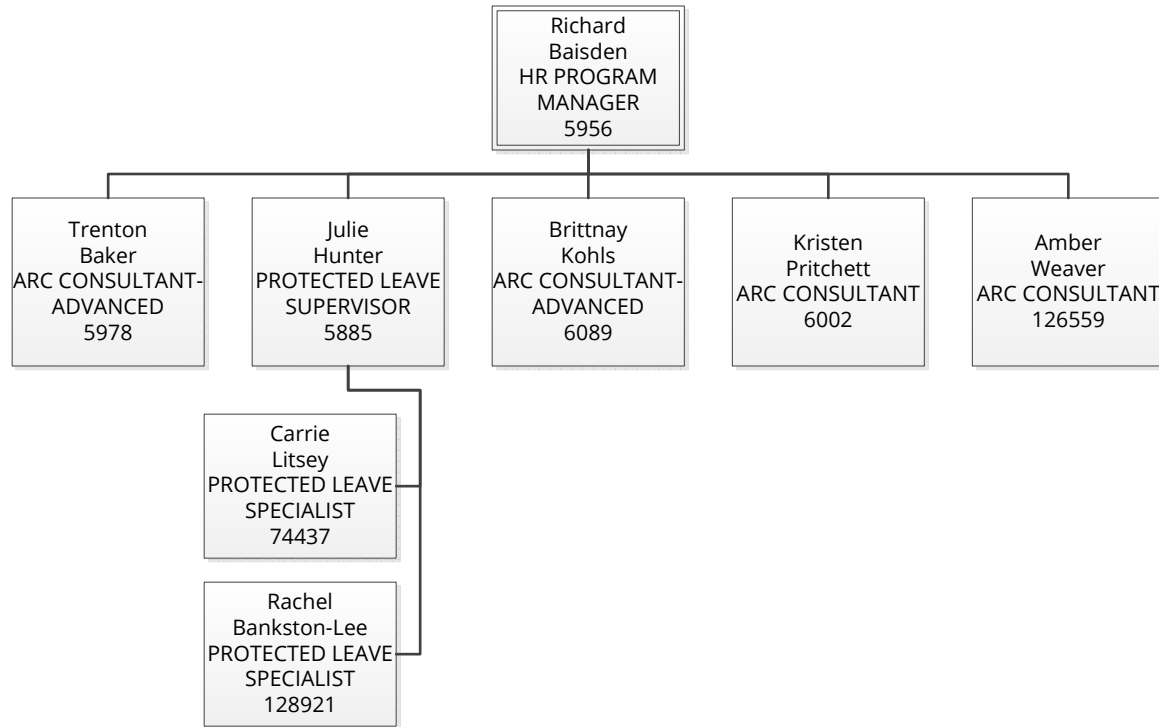 Richard
Baisden
HR PROGRAM
MANAGER
5956
Trenton
Baker
ARC CONSULTANT-
ADVANCED
5978
Julie
Hunter
PROTECTED LEAVE
SUPERVISOR
5885
Brittnay
Kohls
ARC CONSULTANT-
ADVANCED
6089
Kristen
Pritchett
ARC CONSULTANT
6002
Amber
Weaver
ARC CONSULTANT
126559
Carrie
Litsey
PROTECTED LEAVE
SPECIALIST
74437
Rachel
Bankston-Lee
PROTECTED LEAVE
SPECIALIST
128921